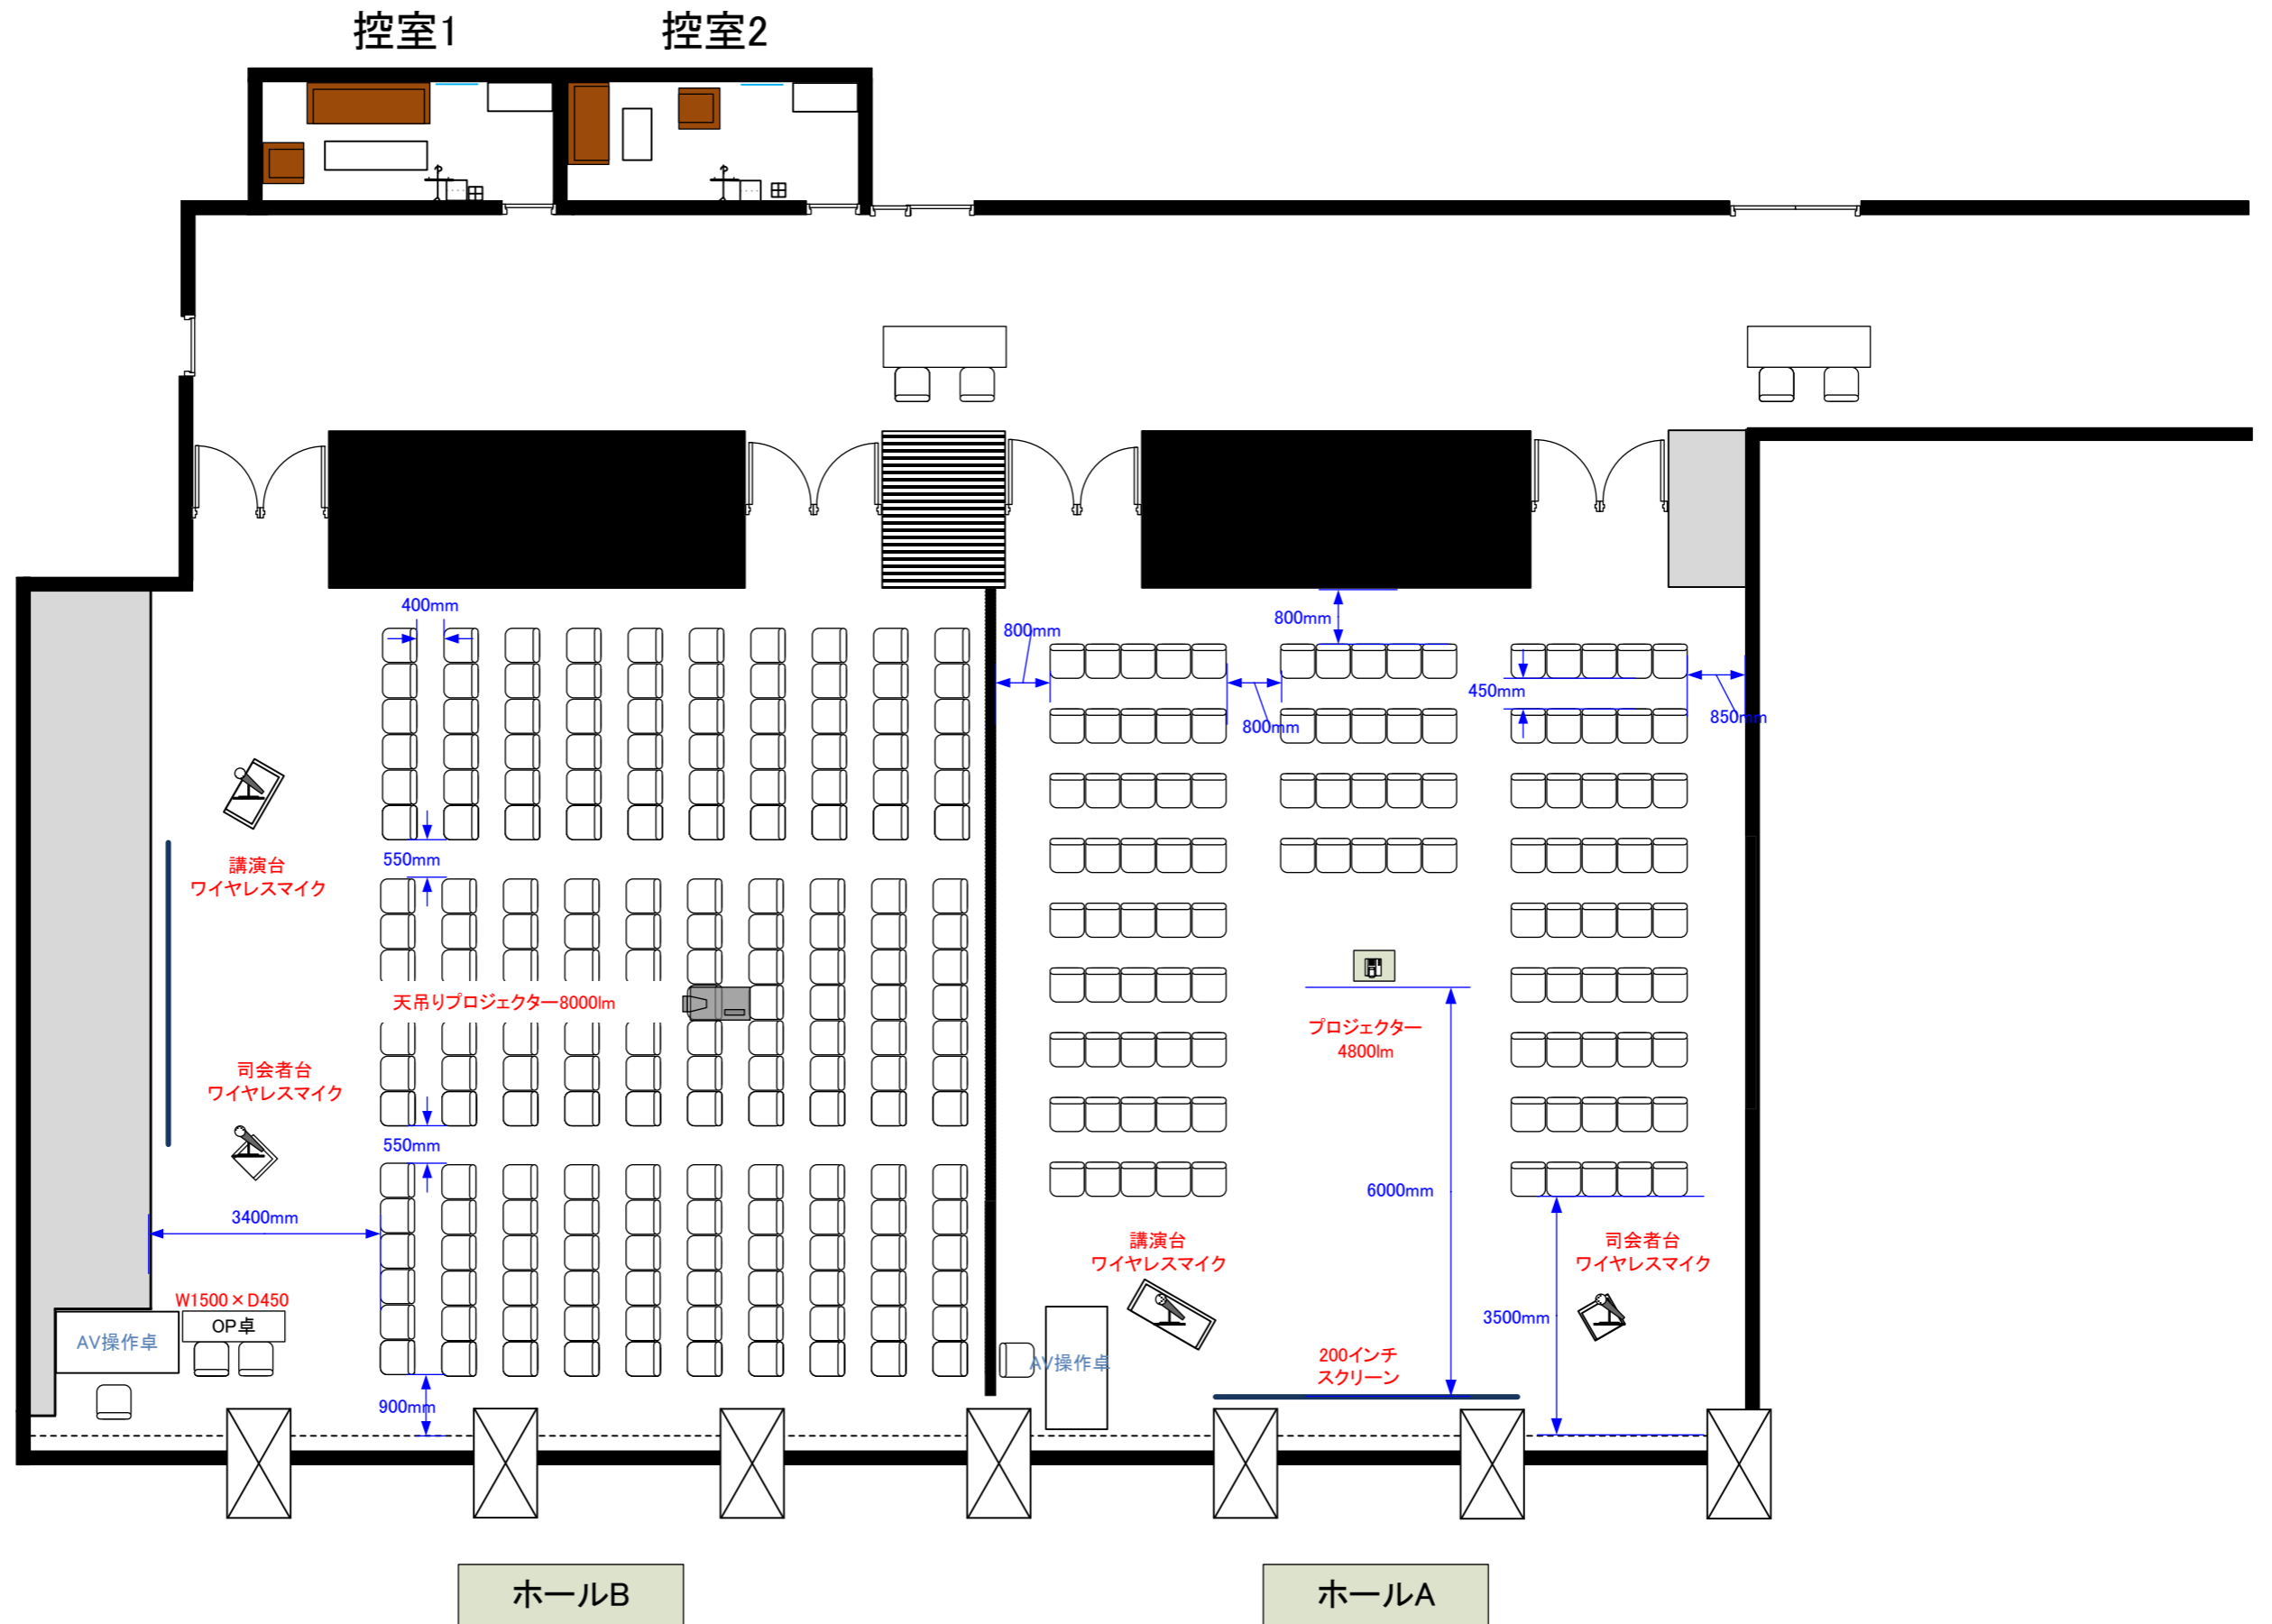 控室1
控室2
400mm
800mm
800mm
800mm
450mm
850mm
講演台
ワイヤレスマイク
550mm
天吊りプロジェクター8000lm
プロジェクター
4800lm
司会者台
ワイヤレスマイク
550mm
6000mm
3400mm
講演台
ワイヤレスマイク
司会者台
ワイヤレスマイク
W1500×D450
OP卓
AV操作卓
3500mm
AV操作卓
200インチ
スクリーン
900mm
ホールB
ホールA